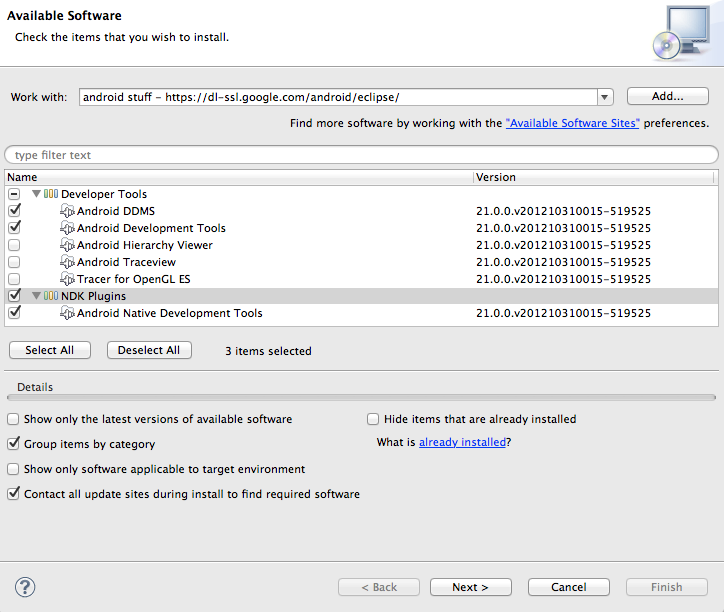 Available Software
Check the items that you wish to install.
Work with: android stuff - https://dl-ssl.google.com/android/eclipse/ Add...
Find more software by working with the "Available Software Sites" preferences.
type filter text
Name Version
Developer Tools
Android DDMS 21.0.0.v201210310015-519525
Android Development Tools 21.0.0.v201210310015-519525
Android Hierarchy Viewer 21.0.0.v201210310015-519525
Android Traceview 21.0.0.v201210310015-519525
Tracer for OpenGL ES 21.0.0.v201210310015-519525
NDK Plugins
Android Native Development Tools 21.0.0.v201210310015-519525
Select All Deselect All 3 items selected
Details
Show only the latest versions of available software Hide items that are already installed
Group items by category What is already installed?
Show only software applicable to target environment
Contact all update sites during install to find required software
? < Back Next > Cancel Finish